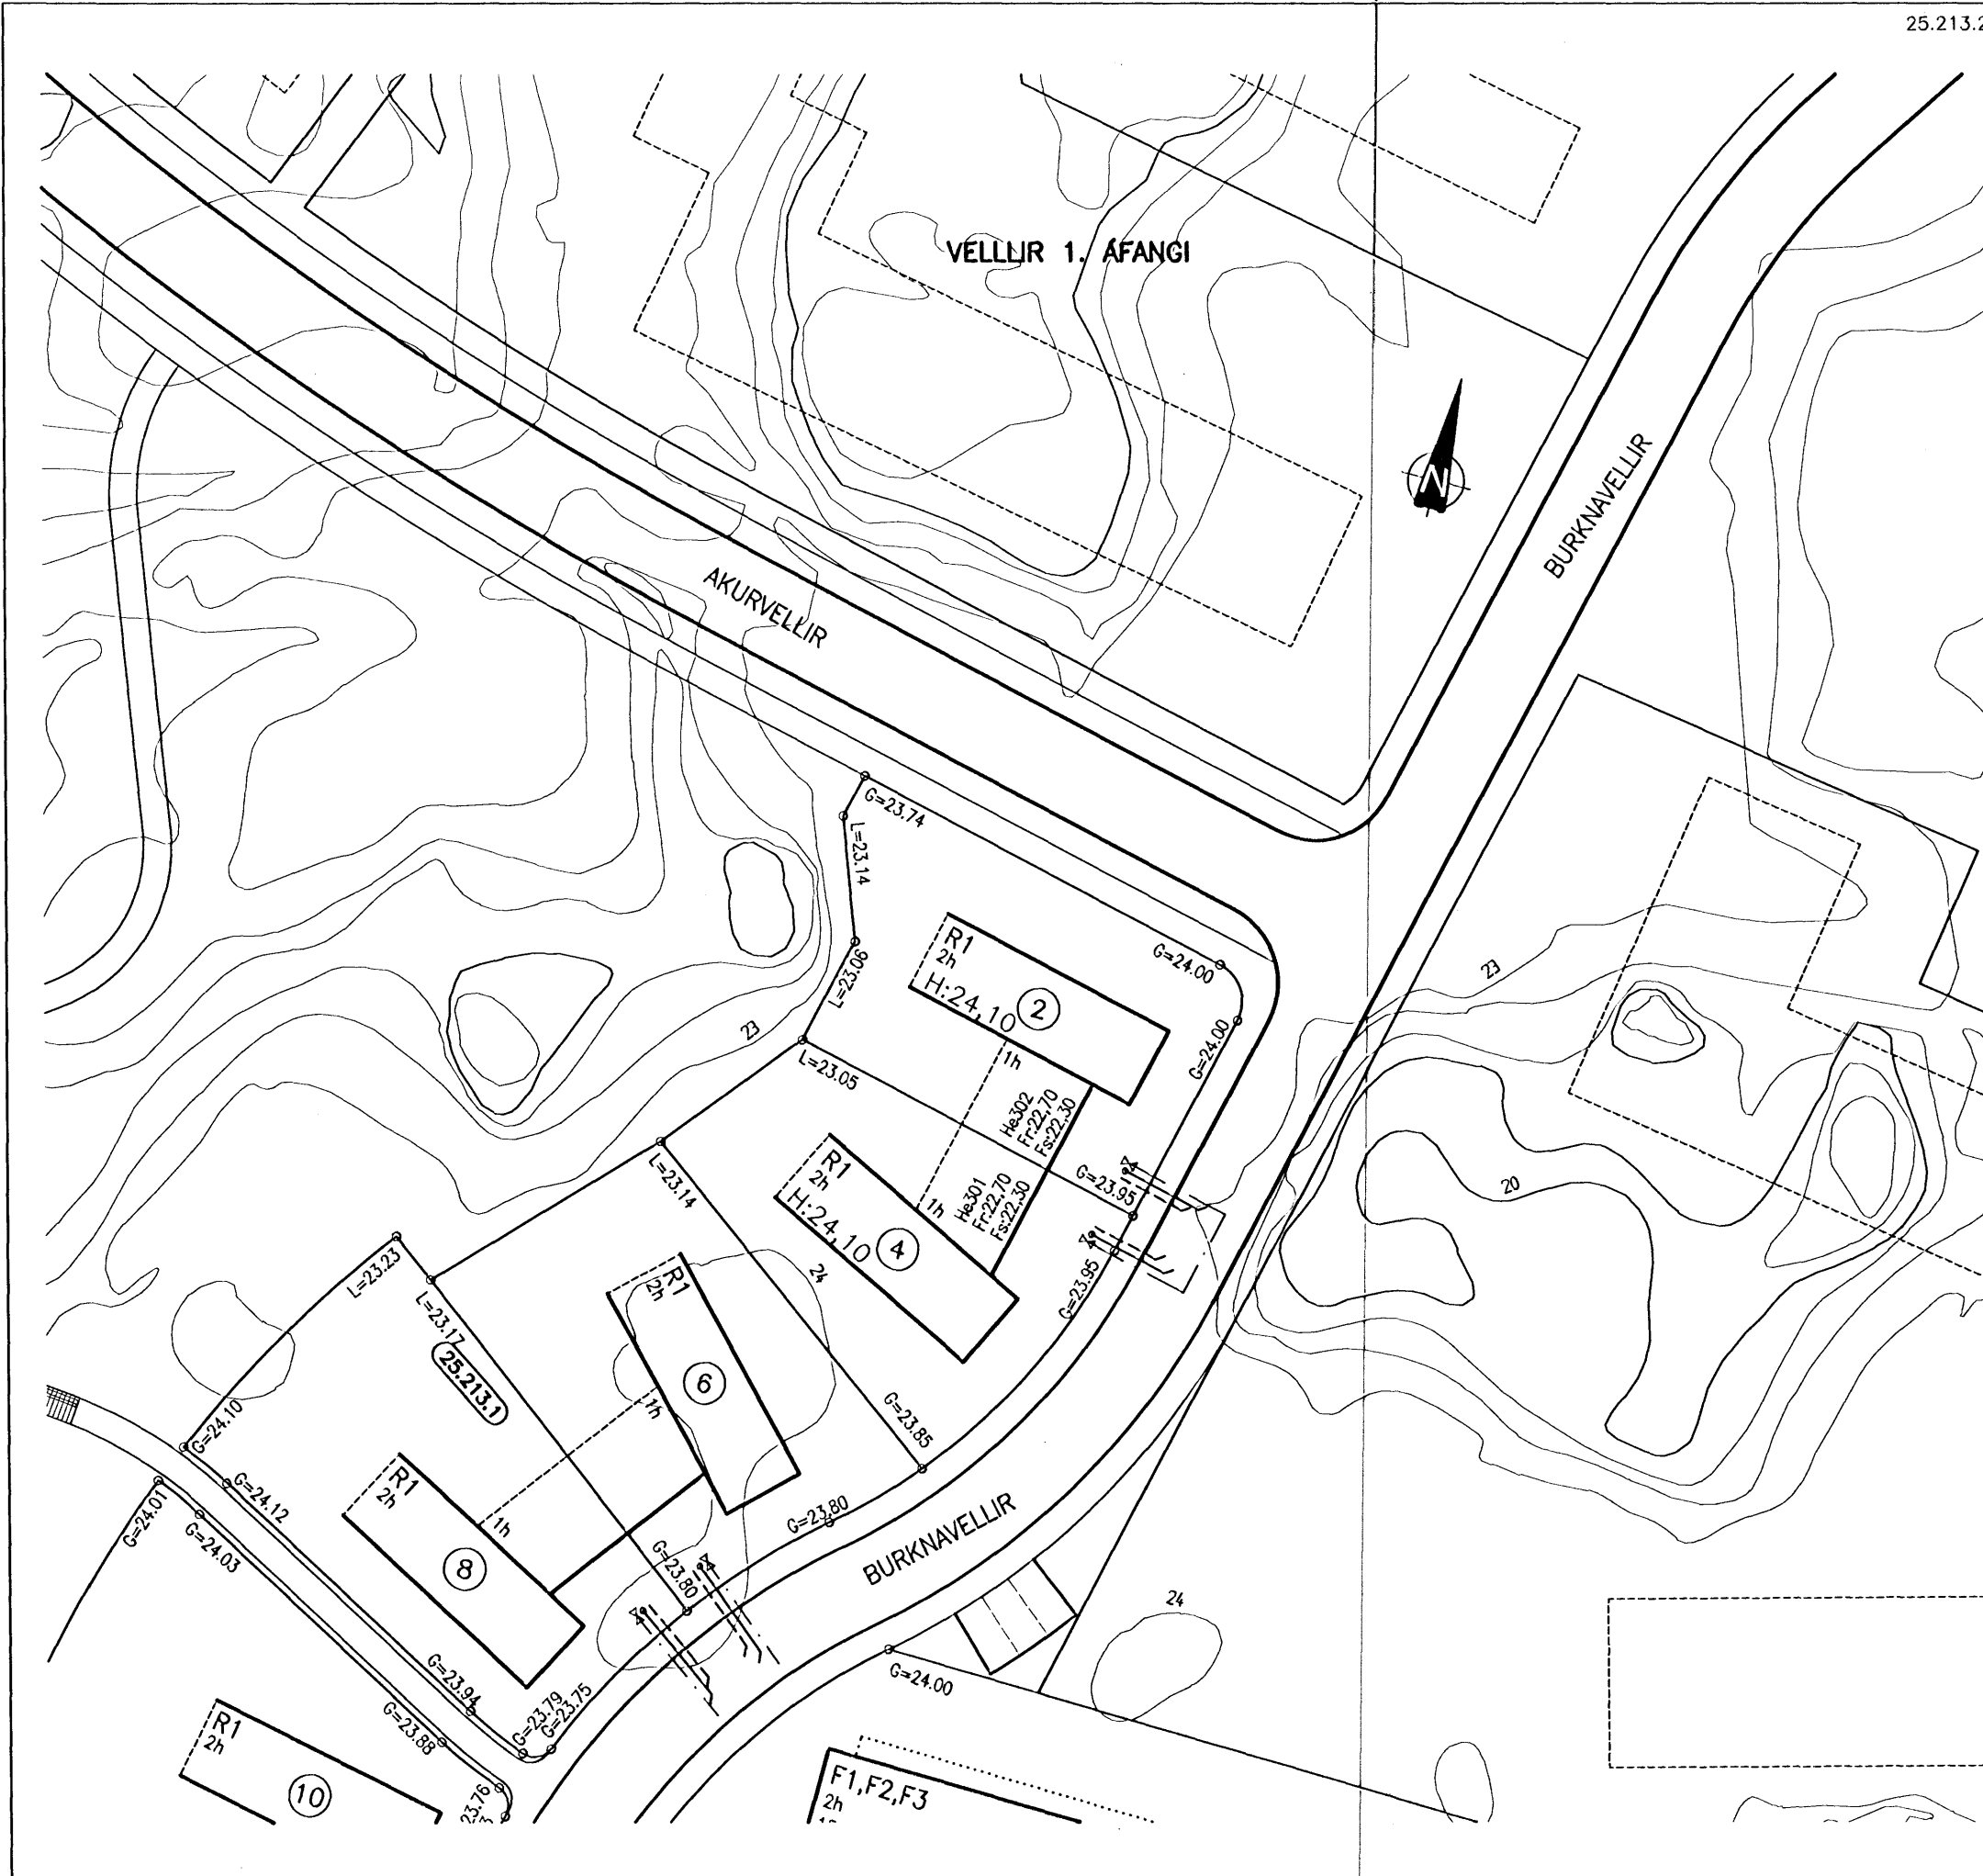 VELLLIR 1. ÁFANGI
N
BURKNAVELLIR
AKURVELLIR
G=23.74
L=23.14
L=23.06
L=23.05
G=24.00
G=24.00
R1
2h
H:24,10
2
1h
He302
Fr:22,70
Fs:22,30
He301
Fr:22,70
Fs:22,30
G=23.95
G=23.95
R1
2h
H:24,10
4
1h
23
23
20
24
L=23.14
L=23.23
L=23.17
25.213.1
R1
2h
6
1h
G=23.85
G=23.80
G=23.80
BURKNAVELLIR
G=24.10
G=24.12
G=24.01
G=24.03
R1
2h
8
1h
G=23.94
G=23.79
G=23.75
G=23.88
23.76
R1
2h
10
G=24.00
24
F1,F2,F3
2h